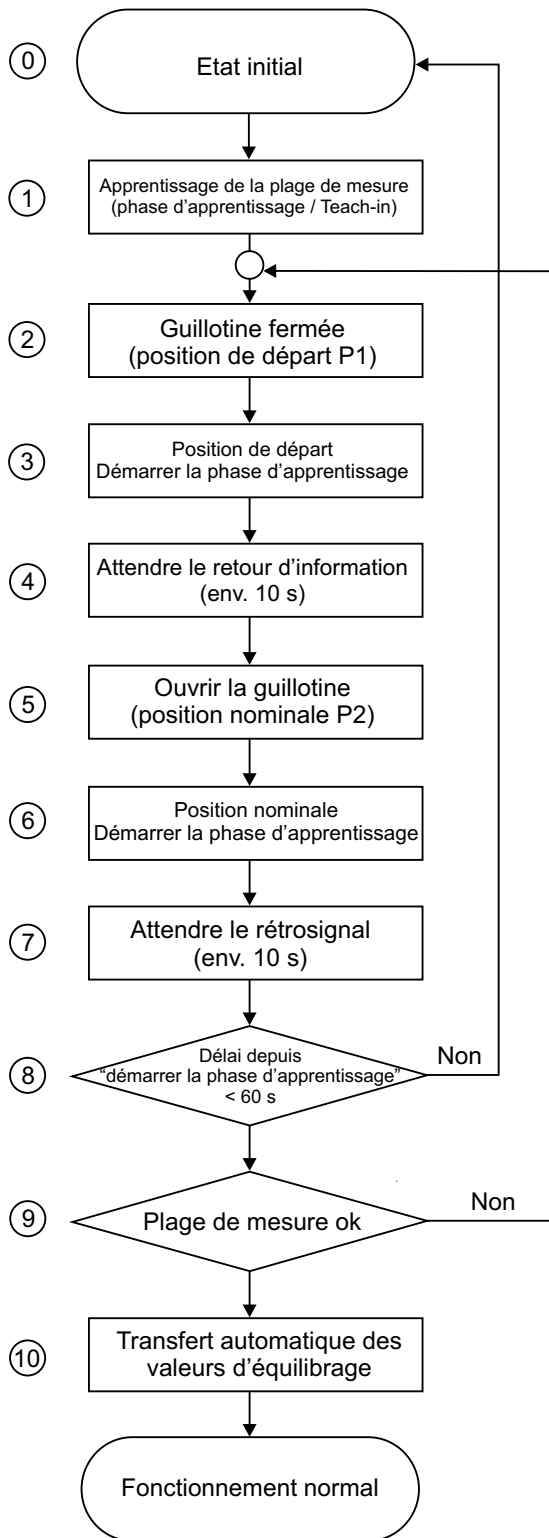 0
Etat initial
1
Apprentissage de la plage de mesure
(phase d'apprentissage / Teach-in)
2
Guillotine fermée
(position de départ P1)
3
Position de départ
Démarrer la phase d'apprentissage
4
Attendre le retour d'information
(env. 10 s)
5
Ouvrir la guillotine
(position nominale P2)
6
Position nominale
Démarrer la phase d'apprentissage
7
Attendre le rétrosignal
(env. 10 s)
8
Délai depuis
"démarrer la phase d'apprentissage"
< 60 s
Non
9
Plage de mesure ok
Non
10
Transfert automatique des
valeurs d'équilibrage
Fonctionnement normal